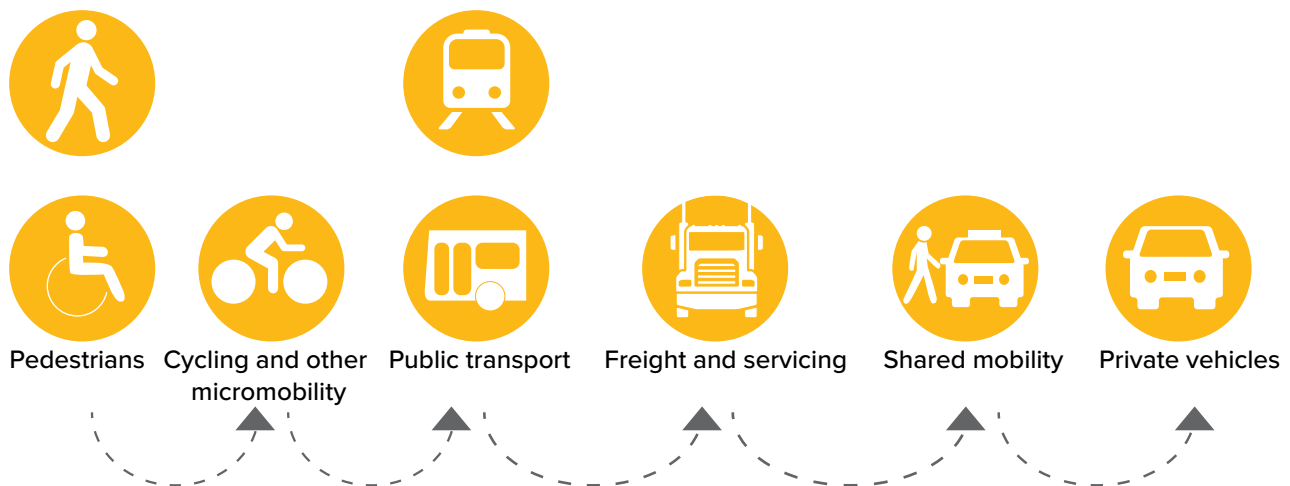 Pedestrians
Cycling and other
micromobility
Public transport
Freight and servicing
Shared mobility
Private vehicles